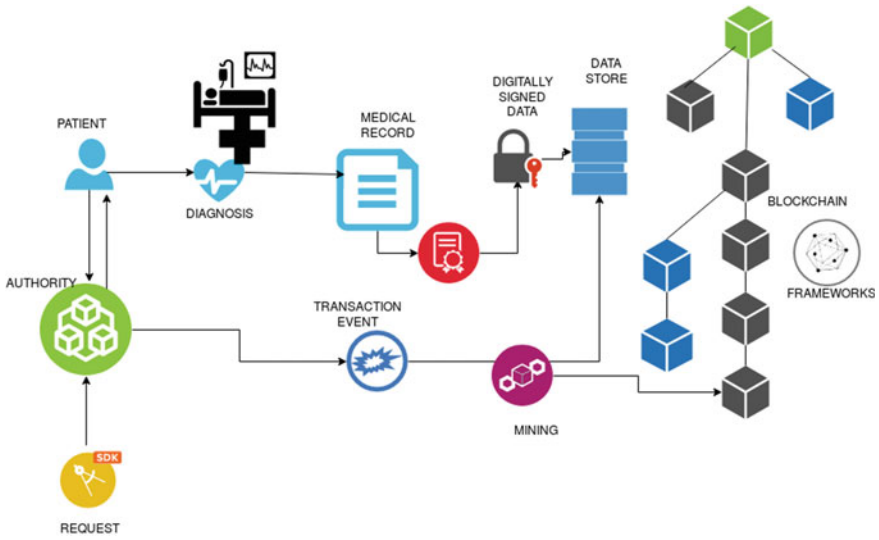 PATIENT
DIAGNOSIS
MEDICAL
RECORD
DIGITALLY
SIGNED
DATA
DATA
STORE
BLOCKCHAIN
FRAMEWORKS
AUTHORITY
TRANSACTION
EVENT
MINING
SDK
REQUEST